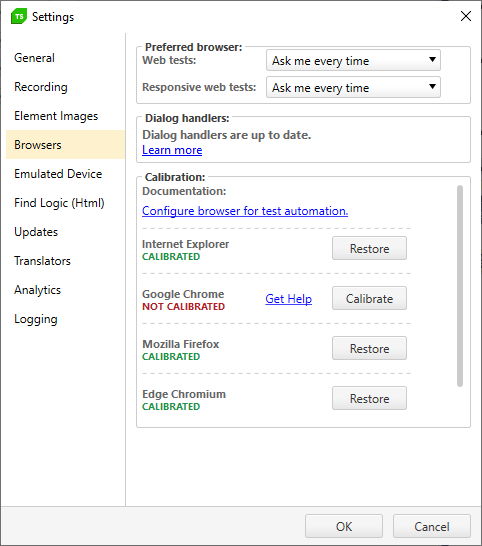 TS Settings
General
Recording
Element Images
Browsers
Emulated Device
Find Logic (Html)
Updates
Translators
Analytics
Logging
Preferred browser:
Web tests: Ask me every time
Responsive web tests: Ask me every time
Dialog handlers:
Dialog handlers are up to date.
Learn more
Calibration:
Documentation:
Configure browser for test automation.
Internet Explorer
CALIBRATED
Restore
Google Chrome
NOT CALIBRATED
Get Help
Calibrate
Mozilla Firefox
CALIBRATED
Restore
Edge Chromium
CALIBRATED
Restore
OK
Cancel